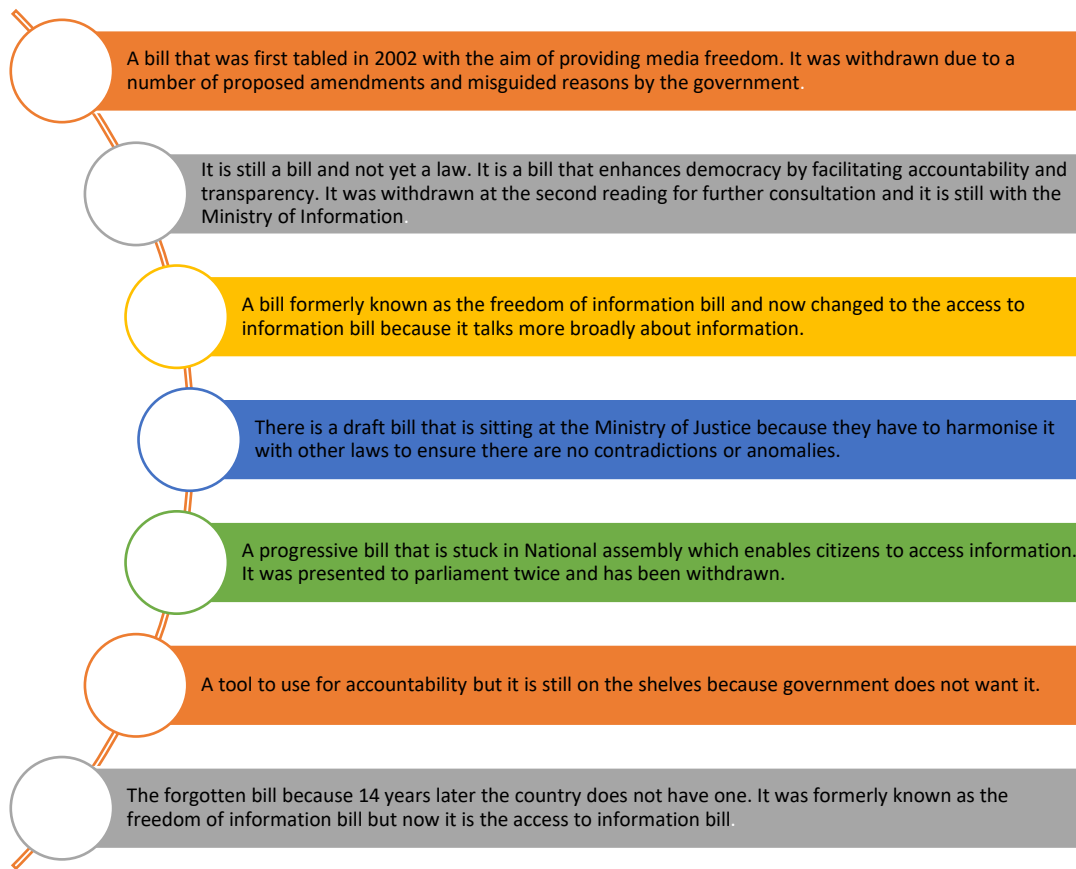 A bill that was first tabled in 2002 with the aim of providing media freedom. It was withdrawn due to a
number of proposed amendments and misguided reasons by the government.
It is still a bill and not yet a law. It is a bill that enhances democracy by facilitating accountability and
transparency. It was withdrawn at the second reading for further consultation and it is still with the
Ministry of Information.
A bill formerly known as the freedom of information bill and now changed to the access to
information bill because it talks more broadly about information.
There is a draft bill that is sitting at the Ministry of Justice because they have to harmonise it
with other laws to ensure there are no contradictions or anomalies.
A progressive bill that is stuck in National assembly which enables citizens to access information.
It was presented to parliament twice and has been withdrawn.
A tool to use for accountability but it is still on the shelves because government does not want it.
The forgotten bill because 14 years later the country does not have one. It was formerly known as the
freedom of information bill but now it is the access to information bill.